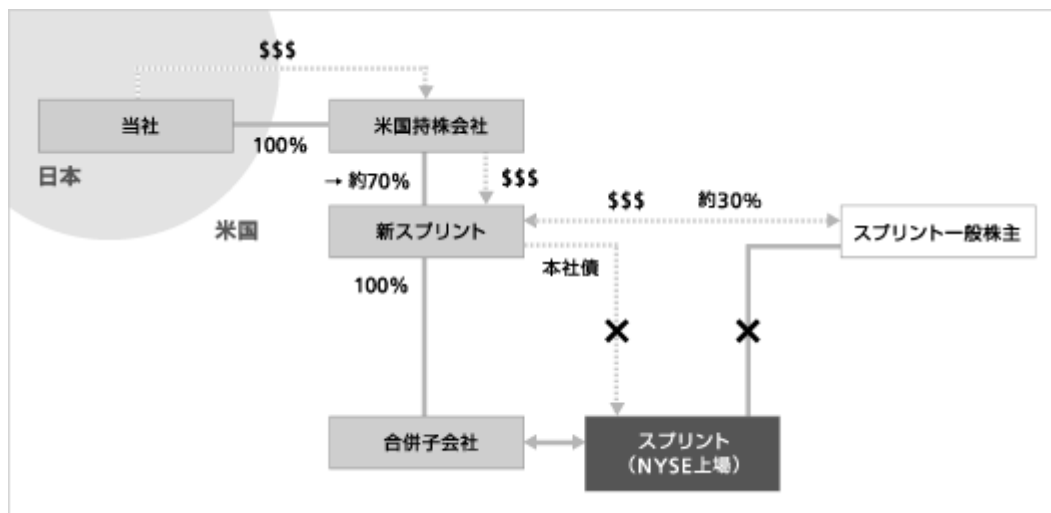 $$$
当社
100%
米国持株会社
日本
→ 約70%
$$$
米国
新スプリント
$$$
約30%
スプリント一般株主
100%
本社債
合併子会社
スプリント
（NYSE上場）